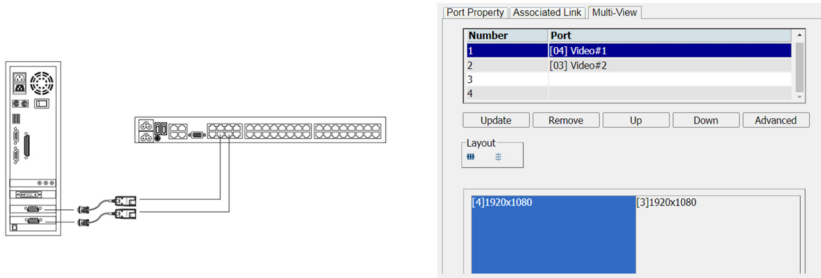 Port Property Associated Link Multi-View
Number Port
1 [04] Video#1
2 [03] Video#2
3
4
Update Remove Up Down Advanced
Layout
[4]1920x1080 [3]1920x1080